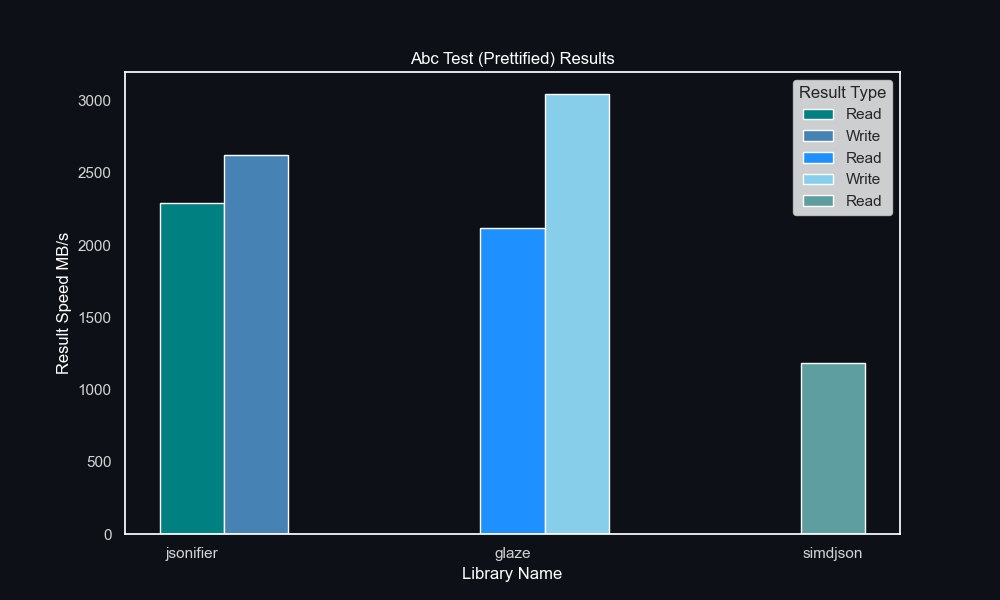 Abc Test (Prettified) Results
Result Type
Read
Write
Read
Write
Read
Result Speed MB/s
3000
2500
2000
1500
1000
500
0
jsonifier glaze simdjson
Library Name